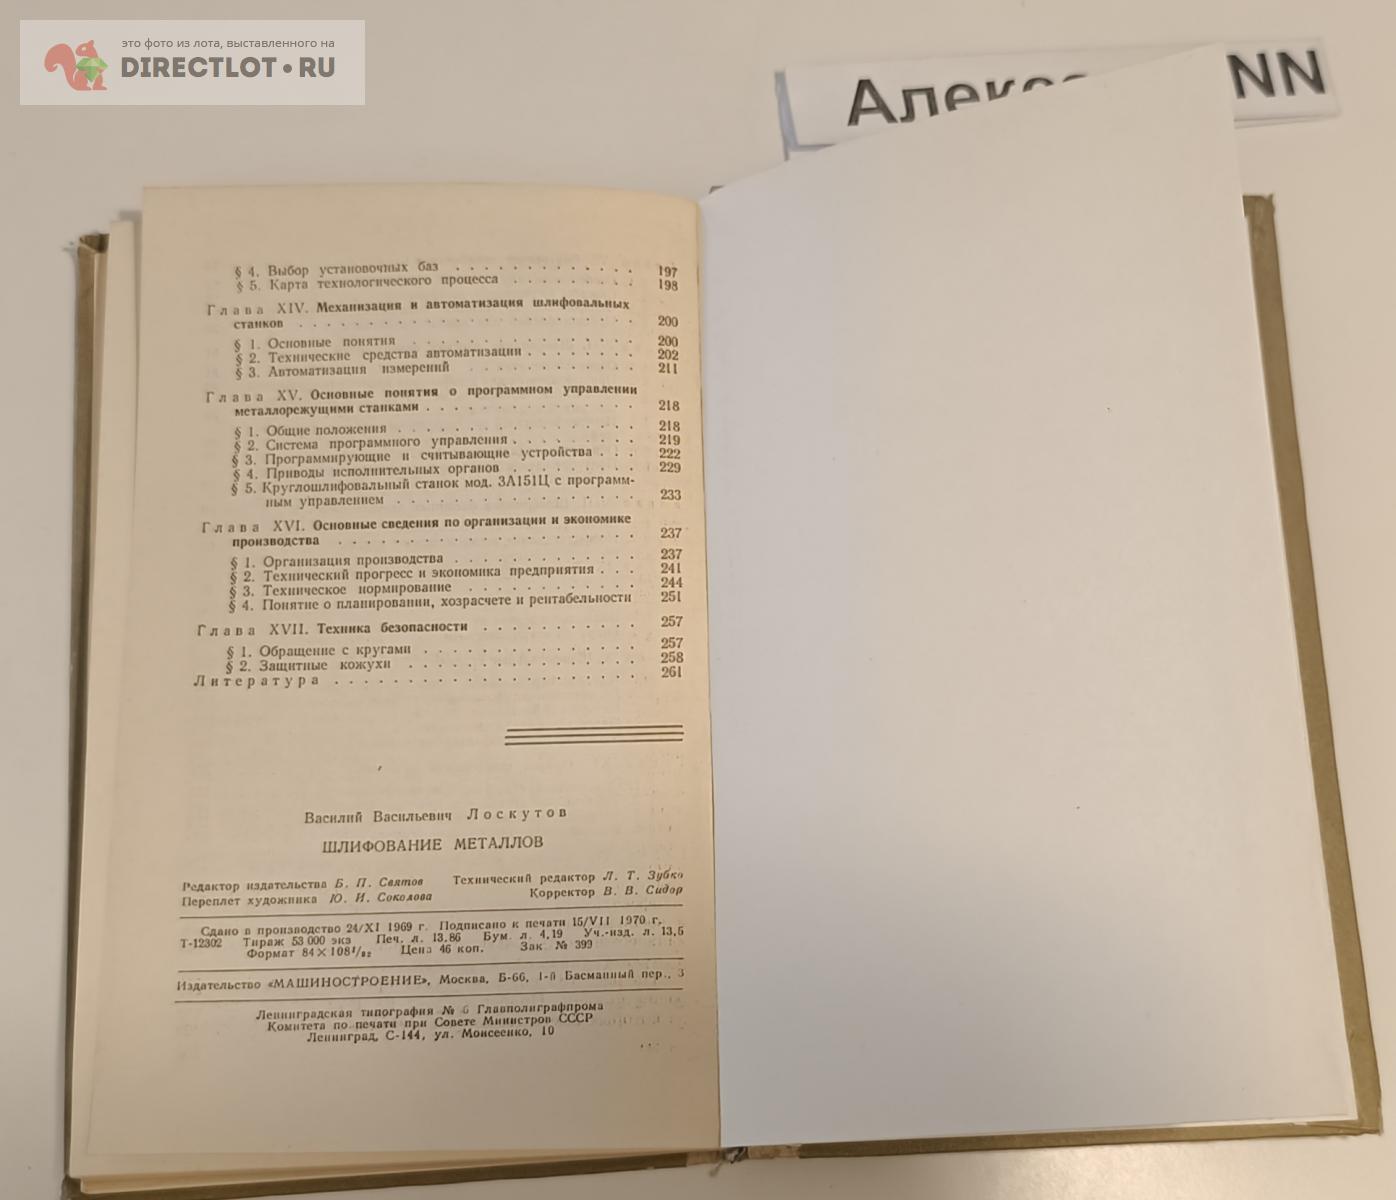 это фото из лота, выставленного на
DIRECTLOT•RU
NN
§ 4. Выбор установочных баз . . . . . . . . . . . . . 197
§ 5. Карта технологического процесса . . . . . . . . . 198
Глава XIV. Механизация и автоматизация шлифовальных
станков . . . . . . . . . . . . . . . . . . . . 200
§ 1. Основные понятия . . . . . . . . . . . . . . . . 200
§ 2. Технические средства автоматизации . . . . . . . . 202
§ 3. Автоматизация измерений . . . . . . . . . . . . 211
Глава XV. Основные понятия о программном управлении
металлорежущими станками . . . . . . . . . . . . . 218
§ 1. Общие положения . . . . . . . . . . . . . . . . 218
§ 2. Система программного управления . . . . . . . . . 219
§ 3. Программирующие и считывающие устройства . . . 222
§ 4. Приводы исполнительных органов . . . . . . . . . 229
§ 5. Круглошлифовальный станок мод. 3А151Ц с программ-
ным управлением . . . . . . . . . . . . . . . . 233
Глава XVI. Основные сведения по организации и экономике
производства . . . . . . . . . . . . . . . . . . 237
§ 1. Организация производства . . . . . . . . . . . . 237
§ 2. Технический прогресс и экономика предприятия . . . 241
§ 3. Техническое нормирование . . . . . . . . . . . . 244
§ 4. Понятие о планировании, хозрасчете и рентабельности 251
Глава XVII. Техника безопасности . . . . . . . . . . 257
§ 1. Обращение с кругами . . . . . . . . . . . . . . 257
§ 2. Защитные кожухи . . . . . . . . . . . . . . . 258
Литература . . . . . . . . . . . . . . . . . . . . 261
Василий Васильевич Лоскутов
ШЛИФОВАНИЕ МЕТАЛЛОВ
Редактор издательства Б. П. Святов Технический редактор Л. Т. Зубко
Переплет художника Ю. И. Соколова Корректор В. В. Сидор
Сдано в производство 24/XI 1969 г. Подписано к печати 15/VII 1970 г.
Т-12302 Тираж 53 000 экз Печ. л. 13,86 Бум. л. 4,19 Уч.-изд. л. 13,5
Формат 84×108¹/₃₂ Цена 46 коп. Зак. № 399
Издательство «МАШИНОСТРОЕНИЕ», Москва, Б-66, 1-й Басманный пер., 3
Ленинградская типография № 6 Главполиграфпрома
Комитета по печати при Совете Министров СССР
Ленинград, С-144, ул. Моисеенко, 10